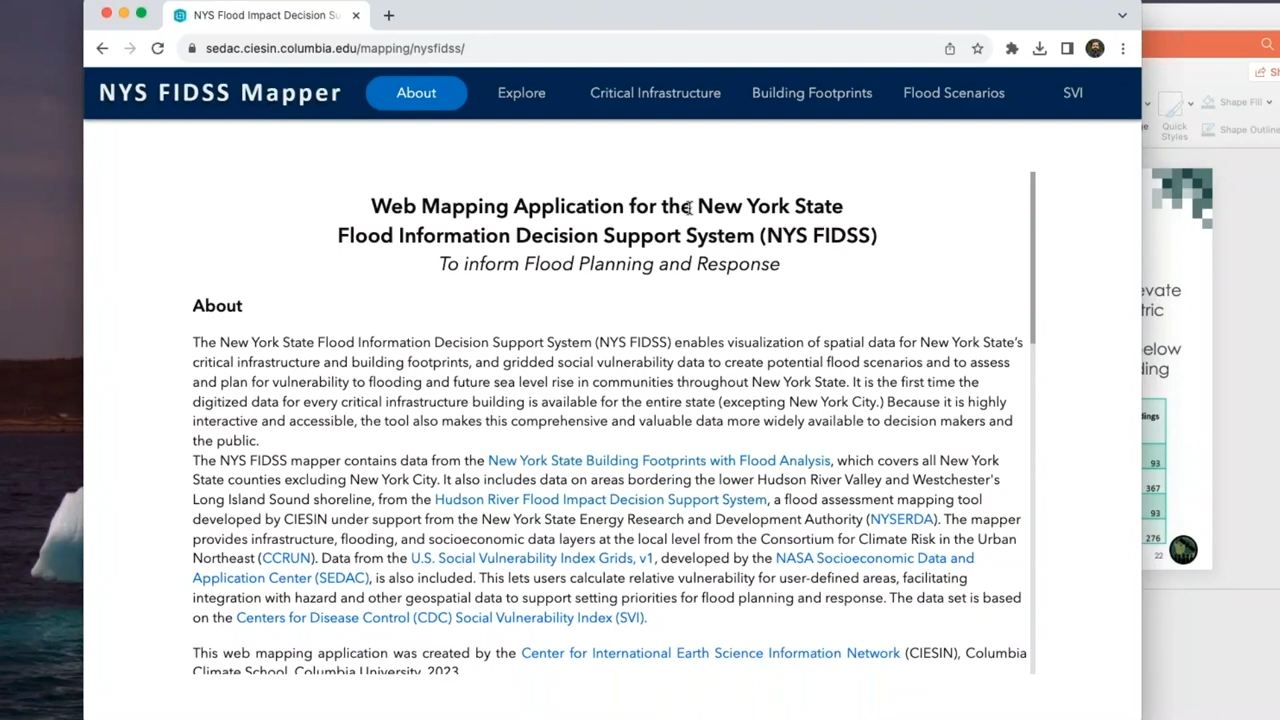 NYS Flood Impact Decision Su
sedac.ciesin.columbia.edu/mapping/nysfidss/
NYS FIDSS Mapper
About
Explore
Critical Infrastructure
Building Footprints
Flood Scenarios
SVI
Web Mapping Application for the New York State
Flood Information Decision Support System (NYS FIDSS)
To inform Flood Planning and Response
About
The New York State Flood Information Decision Support System (NYS FIDSS) enables visualization of spatial data for New York State's
critical infrastructure and building footprints, and gridded social vulnerability data to create potential flood scenarios and to assess
and plan for vulnerability to flooding and future sea level rise in communities throughout New York State. It is the first time the
digitized data for every critical infrastructure building is available for the entire state (excepting New York City.) Because it is highly
interactive and accessible, the tool also makes this comprehensive and valuable data more widely available to decision makers and
the public.
The NYS FIDSS mapper contains data from the New York State Building Footprints with Flood Analysis, which covers all New York
State counties excluding New York City. It also includes data on areas bordering the lower Hudson River Valley and Westchester's
Long Island Sound shoreline, from the Hudson River Flood Impact Decision Support System, a flood assessment mapping tool
developed by CIESIN under support from the New York State Energy Research and Development Authority (NYSERDA). The mapper
provides infrastructure, flooding, and socioeconomic data layers at the local level from the Consortium for Climate Risk in the Urban
Northeast (CCRUN). Data from the U.S. Social Vulnerability Index Grids, v1, developed by the NASA Socioeconomic Data and
Application Center (SEDAC), is also included. This lets users calculate relative vulnerability for user-defined areas, facilitating
integration with hazard and other geospatial data to support setting priorities for flood planning and response. The data set is based
on the Centers for Disease Control (CDC) Social Vulnerability Index (SVI).
This web mapping application was created by the Center for International Earth Science Information Network (CIESIN), Columbia
Climate School, Columbia University, 2023
Sh
Shape Fill
Quick
Styles
Shape Outline
evate
tric
elow
ding
dings
93
367
93
276
22